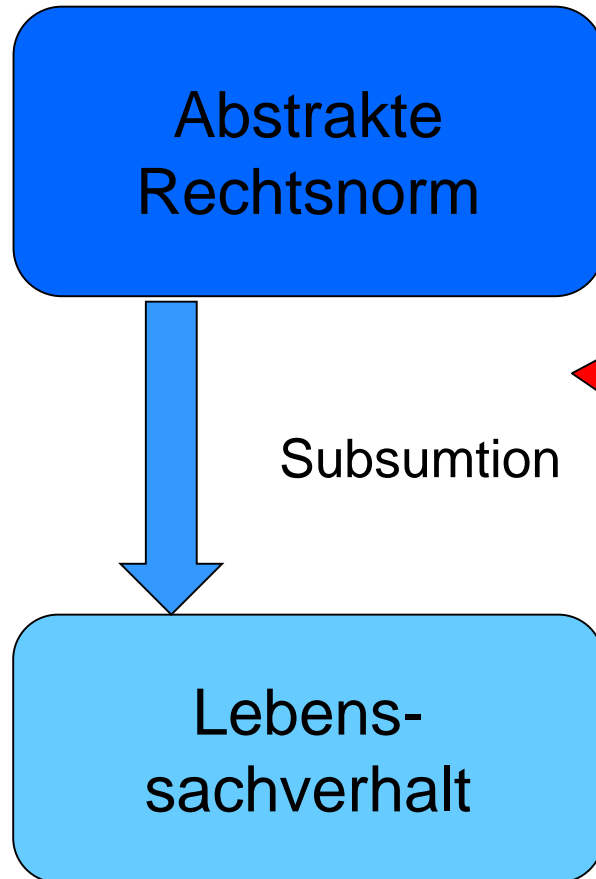 Abstrakte
Rechtsnorm
Subsumtion
Lebens-
sachverhalt